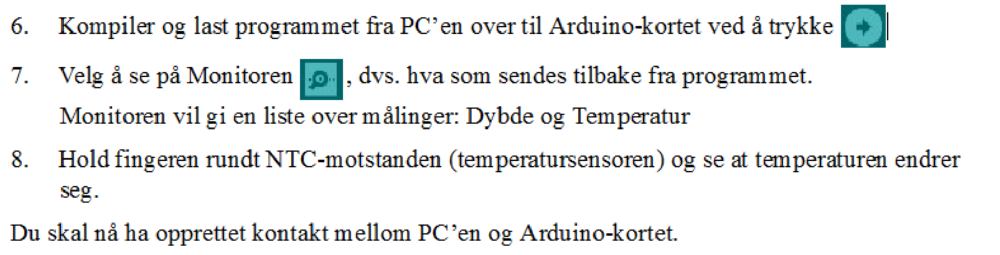 6. Kompiler og last programmet fra PC’en over til Arduino-kortet ved å trykke
7. Velg å se på Monitoren , dvs. hva som sendes tilbake fra programmet.
Monitoren vil gi en liste over målinger: Dybde og Temperatur
8. Hold fingeren rundt NTC-motstanden (temperatursensoren) og se at temperaturen endrer
seg.
Du skal nå ha opprettet kontakt mellom PC’en og Arduino-kortet.